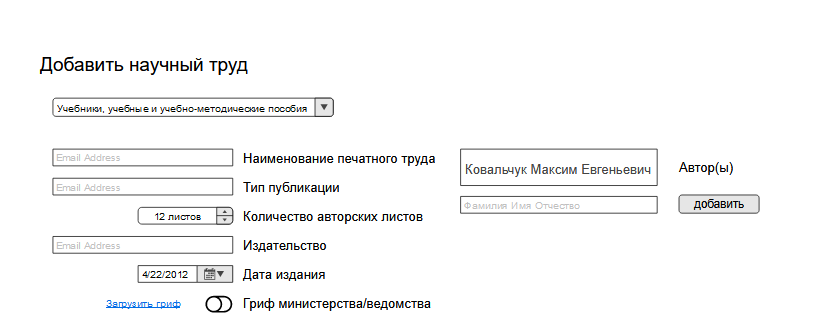 Добавить научный труд
Учебники, учебные и учебно-методические пособия
Email Address Наименование печатного труда
Email Address Тип публикации
12 листов Количество авторских листов
Email Address Издательство
4/22/2012 Дата издания
Загрузить гриф Гриф министерства/ведомства
Ковальчук Максим Евгеньевич Автор(ы)
Фамилия Имя Отчество добавить